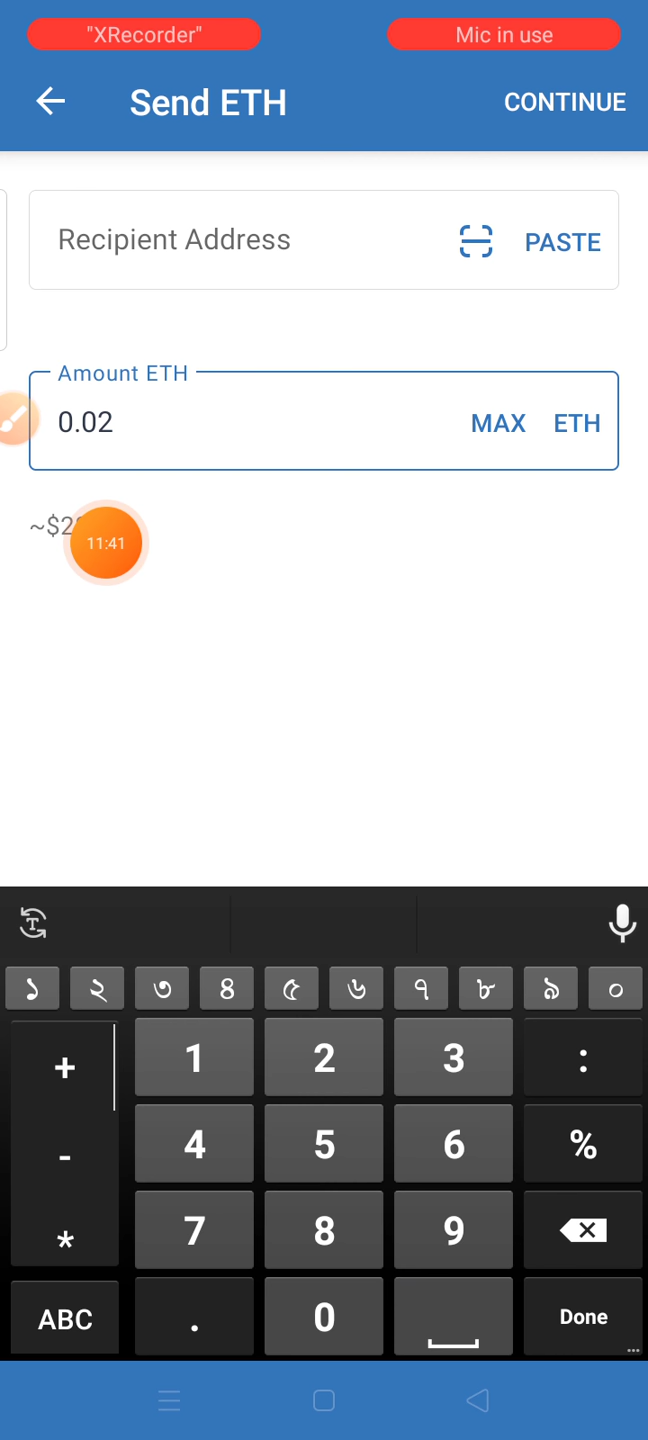 "XRecorder" Mic in use
Send ETH CONTINUE
Recipient Address PASTE
Amount ETH
0.02 MAX ETH
~$2
11:41
১ ২ ৩ ৪ ৫ ৬ ৭ ৮ ৯ ০
+ 1 2 3 :
- 4 5 6 %
* 7 8 9
ABC . 0 Done